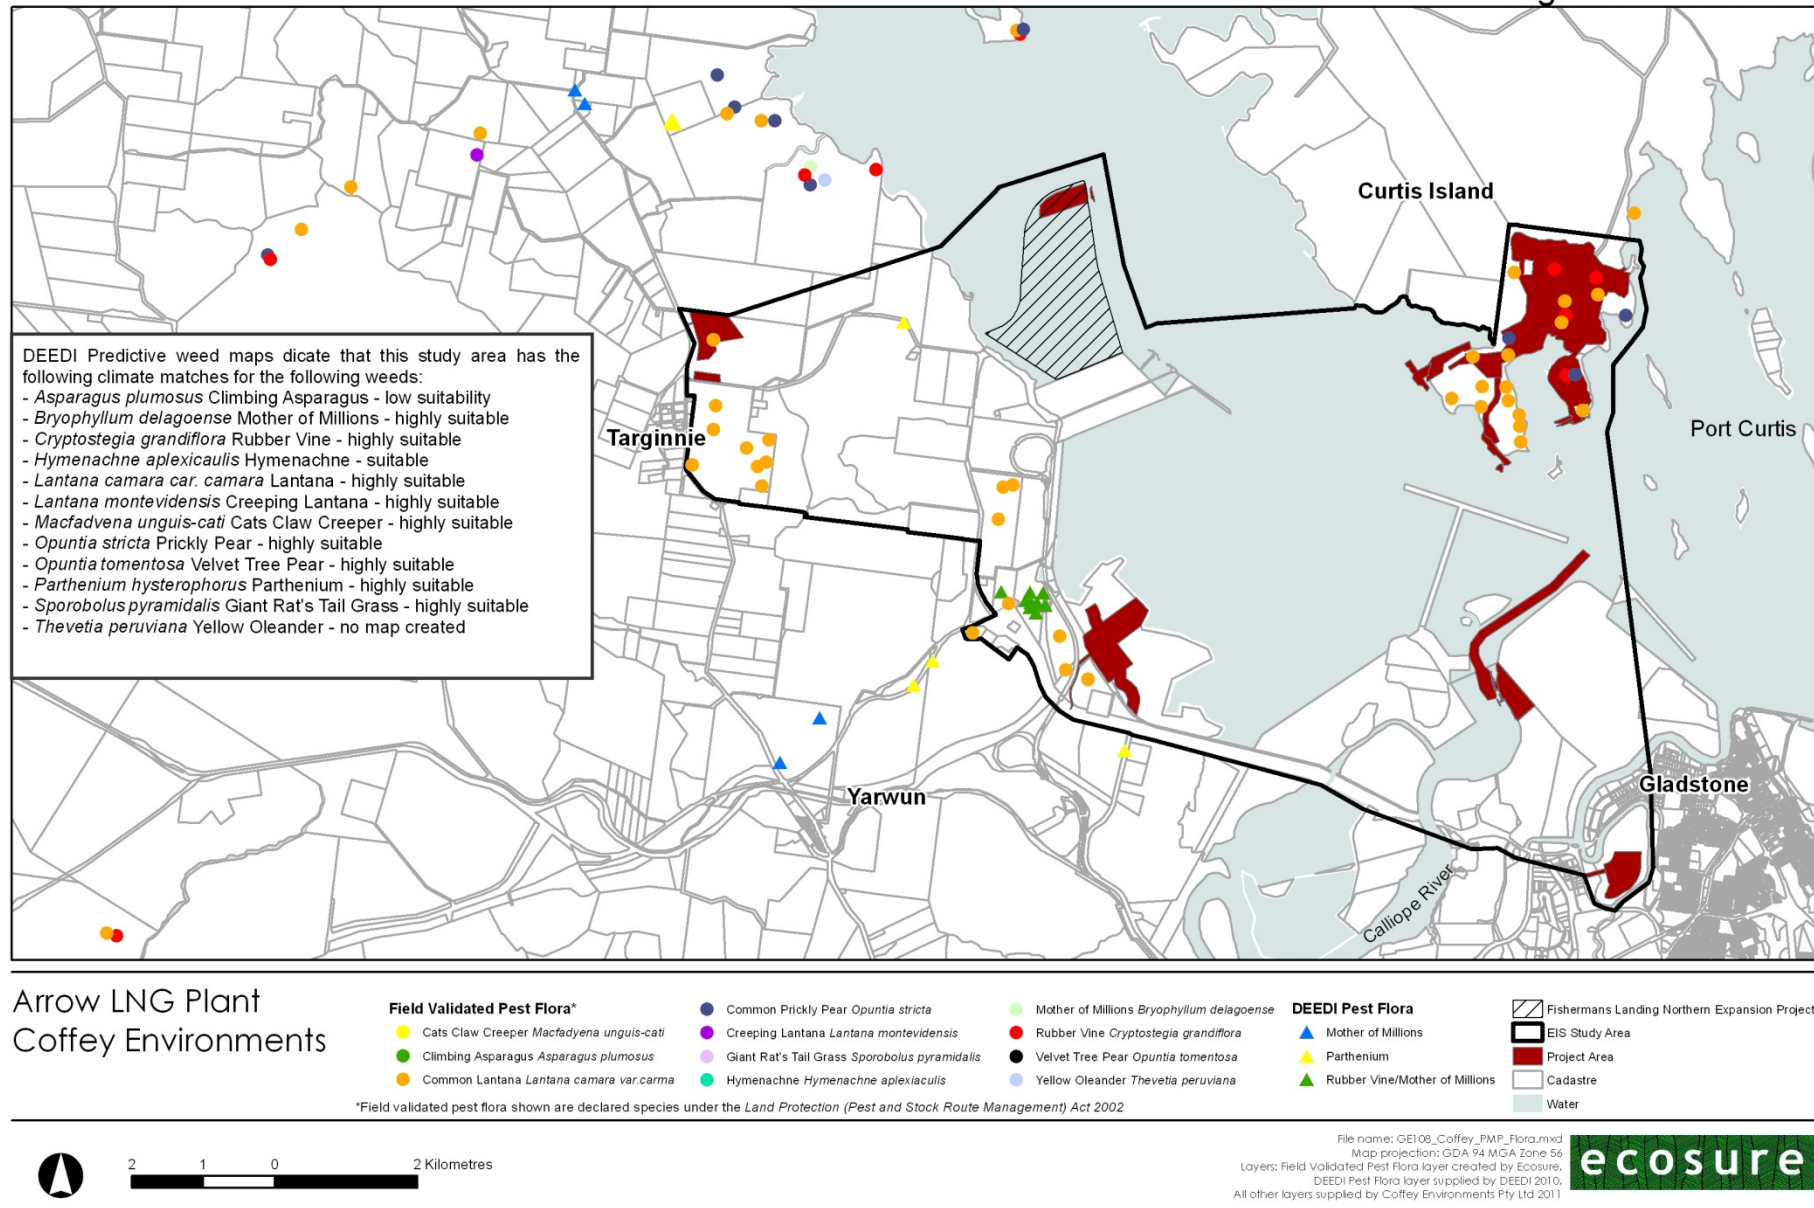 Curtis Island
DEEDI Predictive weed maps dicate that this study area has the
following climate matches for the following weeds:
- Asparagus plumosus Climbing Asparagus - low suitability
- Bryophyllum delagoense Mother of Millions - highly suitable
- Cryptostegia grandiflora Rubber Vine - highly suitable
- Hymenachne aplexicaulis Hymenachne - suitable
- Lantana camara car. camara Lantana - highly suitable
- Lantana montevidensis Creeping Lantana - highly suitable
- Macfadvena unguis-cati Cats Claw Creeper - highly suitable
- Opuntia stricta Prickly Pear - highly suitable
- Opuntia tomentosa Velvet Tree Pear - highly suitable
- Parthenium hysterophorus Parthenium - highly suitable
- Sporobolus pyramidalis Giant Rat's Tail Grass - highly suitable
- Thevetia peruviana Yellow Oleander - no map created
Targinnie
Port Curtis
Yarwun
Gladstone
Calliope River
Arrow LNG Plant
Coffey Environments
Field Validated Pest Flora*
Cats Claw Creeper Macfadyena unguis-cati
Climbing Asparagus Asparagus plumosus
Common Lantana Lantana camara var.carma
Common Prickly Pear Opuntia stricta
Creeping Lantana Lantana montevidensis
Giant Rat's Tail Grass Sporobolus pyramidalis
Hymenachne Hymenachne aplexiaculis
Mother of Millions Bryophyllum delagoense
Rubber Vine Cryptostegia grandiflora
Velvet Tree Pear Opuntia tomentosa
Yellow Oleander Thevetia peruviana
DEEDI Pest Flora
Mother of Millions
Parthenium
Rubber Vine/Mother of Millions
Fishermans Landing Northern Expansion Project
EIS Study Area
Project Area
Cadastre
Water
*Field validated pest flora shown are declared species under the Land Protection (Pest and Stock Route Management) Act 2002
2 1 0 2 Kilometres
File name: GE108_Coffey_PMP_Flora.mxd
Map projection: GDA 94 MGA Zone 56
Layers: Field Validated Pest Flora layer created by Ecosure,
DEEDI Pest Flora layer supplied by DEEDI 2010,
All other layers supplied by Coffey Environments Pty Ltd 2011
ecosure